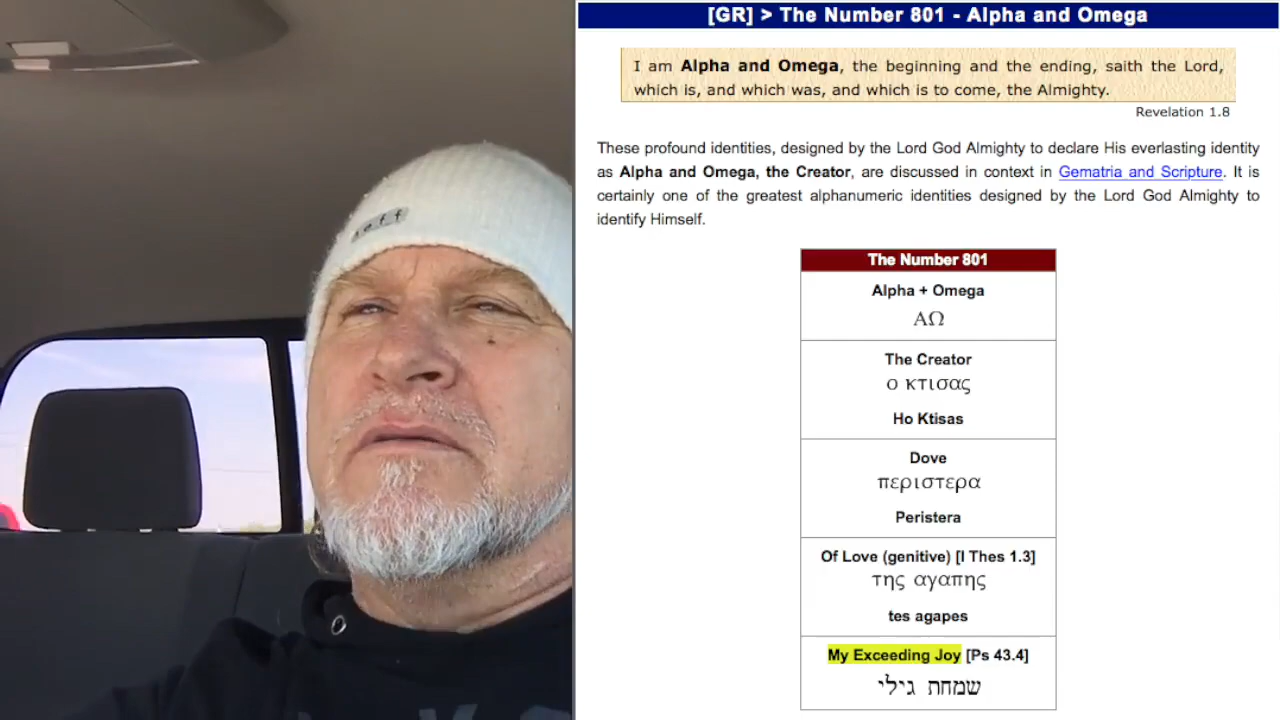 [GR] > The Number 801 - Alpha and Omega
I am Alpha and Omega, the beginning and the ending, saith the Lord,
which is, and which was, and which is to come, the Almighty.
Revelation 1.8
These profound identities, designed by the Lord God Almighty to declare His everlasting identity
as Alpha and Omega, the Creator, are discussed in context in Gematria and Scripture. It is
certainly one of the greatest alphanumeric identities designed by the Lord God Almighty to
identify Himself.
The Number 801
Alpha + Omega
ΑΩ
The Creator
ο κτισας
Ho Ktisas
Dove
περιστερα
Peristera
Of Love (genitive) [I Thes 1.3]
της αγαπης
tes agapes
My Exceeding Joy [Ps 43.4]
שמחת גילי
neff